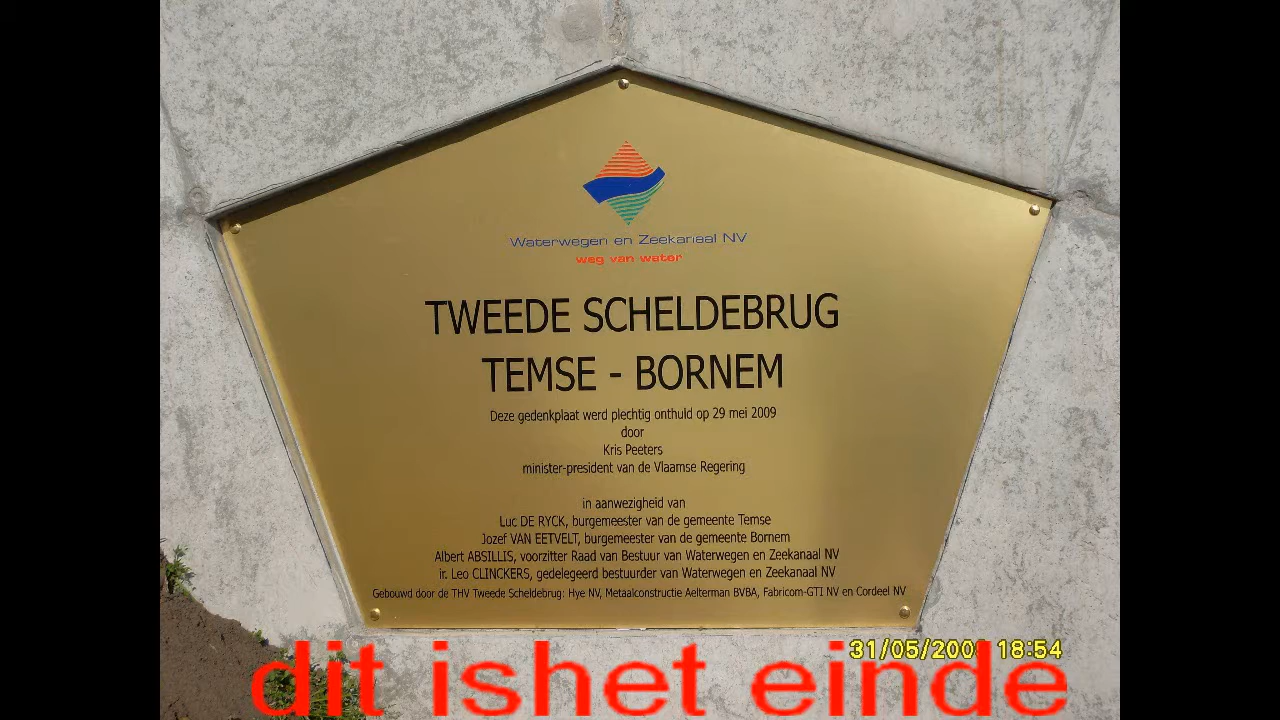 Waterwegen en Zeekanaal NV
weg van water
TWEEDE SCHELDEBRUG
TEMSE - BORNEM
Deze gedenkplaat werd plechtig onthuld op 29 mei 2009
door
Kris Peeters
minister-president van de Vlaamse Regering
in aanwezigheid van
Luc DE RYCK, burgemeester van de gemeente Temse
Jozef VAN EETVELT, burgemeester van de gemeente Bornem
Albert ABSILLIS, voorzitter Raad van Bestuur van Waterwegen en Zeekanaal NV
ir. Leo CLINCKERS, gedelegeerd bestuurder van Waterwegen en Zeekanaal NV
Gebouwd door de THV Tweede Scheldebrug: Hye NV, Metaalconstructie Aelterman BVBA, Fabricom-GTI NV en Cordeel NV
18:54
dit ishet einde